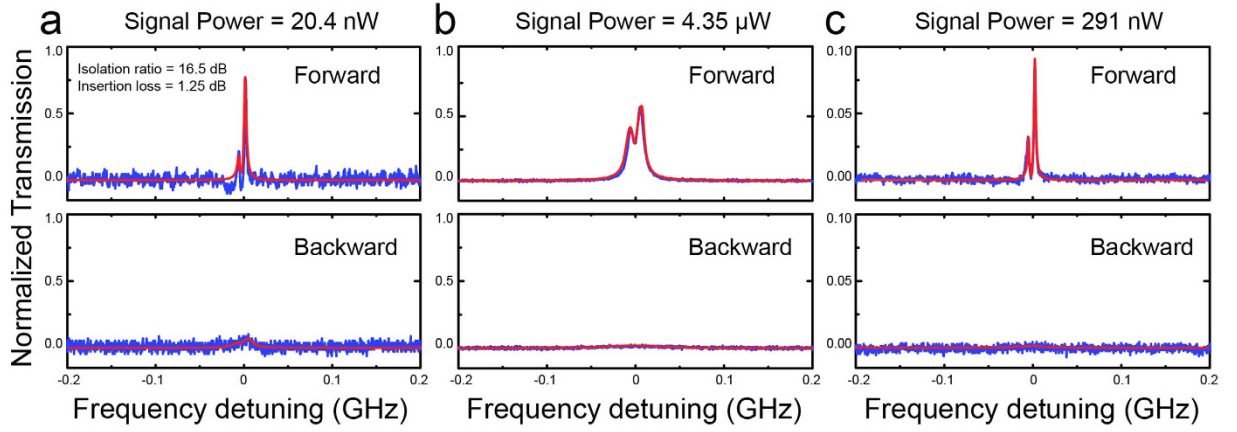 a Signal Power = 20.4 nW
b Signal Power = 4.35 µW
c Signal Power = 291 nW
Normalized Transmission
1.0
0.5
0.00
Isolation ratio = 16.5 dB
Insertion loss = 1.25 dB
Forward
1.0
0.5
0.00
Forward
0.10
0.05
0.00
Forward
1.0
0.5
0.0
Backward
1.0
0.5
0.0
Backward
0.10
0.05
0.00
Backward
-0.2 -0.1 0 0.1 0.2
-0.2 -0.1 0 0.1 0.2
-0.2 -0.1 0 0.1 0.2
Frequency detuning (GHz)
Frequency detuning (GHz)
Frequency detuning (GHz)